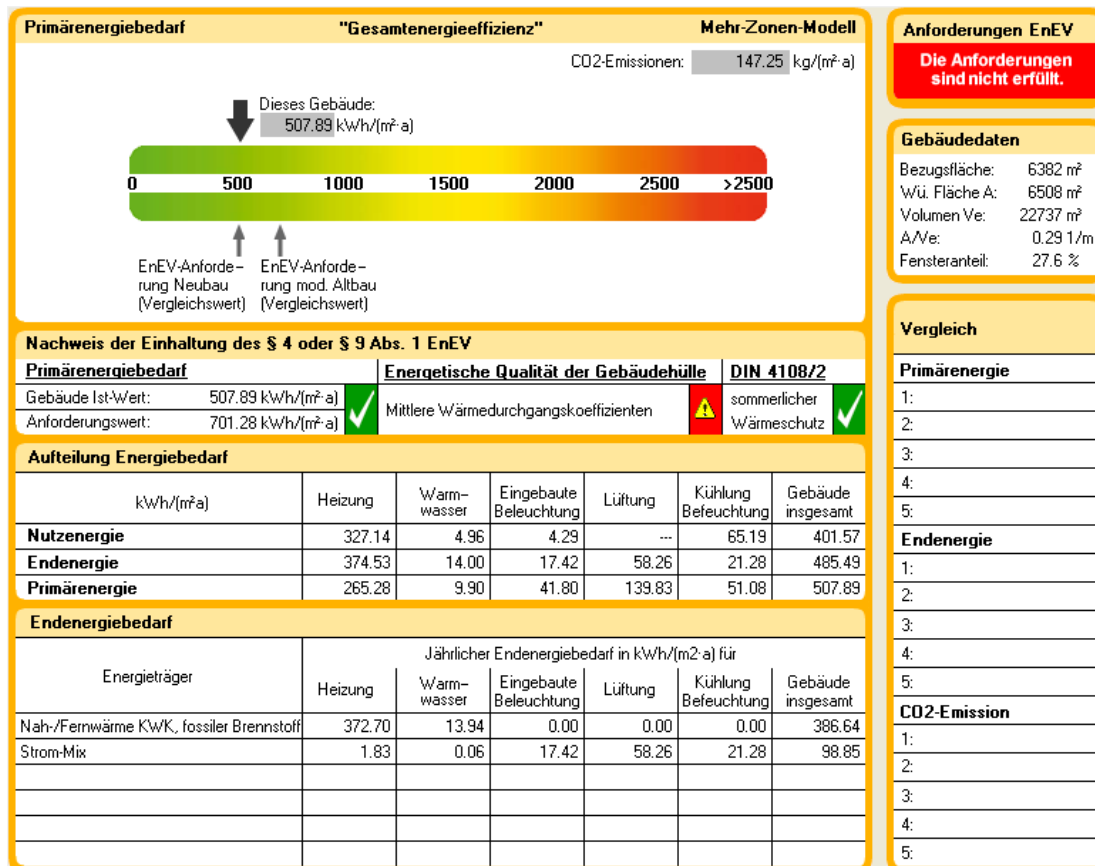 Primärenergiebedarf "Gesamtenergieeffizienz" Mehr-Zonen-Modell
CO2-Emissionen: 147.25 kg/(m²·a)
Dieses Gebäude:
507.89 kWh/(m²·a)
0 500 1000 1500 2000 2500 >2500
EnEV-Anforde- EnEV-Anforde-
rung Neubau rung mod. Altbau
(Vergleichswert) (Vergleichswert)
Nachweis der Einhaltung des § 4 oder § 9 Abs. 1 EnEV
Primärenergiebedarf Energetische Qualität der Gebäudehülle DIN 4108/2
Gebäude Ist-Wert: 507.89 kWh/(m²·a)
Anforderungswert: 701.28 kWh/(m²·a)
Mittlere Wärmedurchgangskoeffizienten
sommerlicher
Wärmeschutz
Aufteilung Energiebedarf
kWh/(m²a) Heizung Warm- Eingebaute Lüftung Kühlung Gebäude
wasser Beleuchtung Befeuchtung insgesamt
Nutzenergie 327.14 4.96 4.29 --- 65.19 401.57
Endenergie 374.53 14.00 17.42 58.26 21.28 485.49
Primärenergie 265.28 9.90 41.80 139.83 51.08 507.89
Endenergiebedarf
Jährlicher Endenergiebedarf in kWh/(m2·a) für
Energieträger Heizung Warm- Eingebaute Lüftung Kühlung Gebäude
wasser Beleuchtung Befeuchtung insgesamt
Nah-/Fernwärme KWK, fossiler Brennstoff 372.70 13.94 0.00 0.00 0.00 386.64
Strom-Mix 1.83 0.06 17.42 58.26 21.28 98.85
Anforderungen EnEV
Die Anforderungen
sind nicht erfüllt.
Gebäudedaten
Bezugsfläche: 6382 m²
Wü. Fläche A: 6508 m²
Volumen Ve: 22737 m³
A/Ve: 0.29 1/m
Fensteranteil: 27.6 %
Vergleich
Primärenergie
1:
2:
3:
4:
5:
Endenergie
1:
2:
3:
4:
5:
CO2-Emission
1:
2:
3:
4:
5: